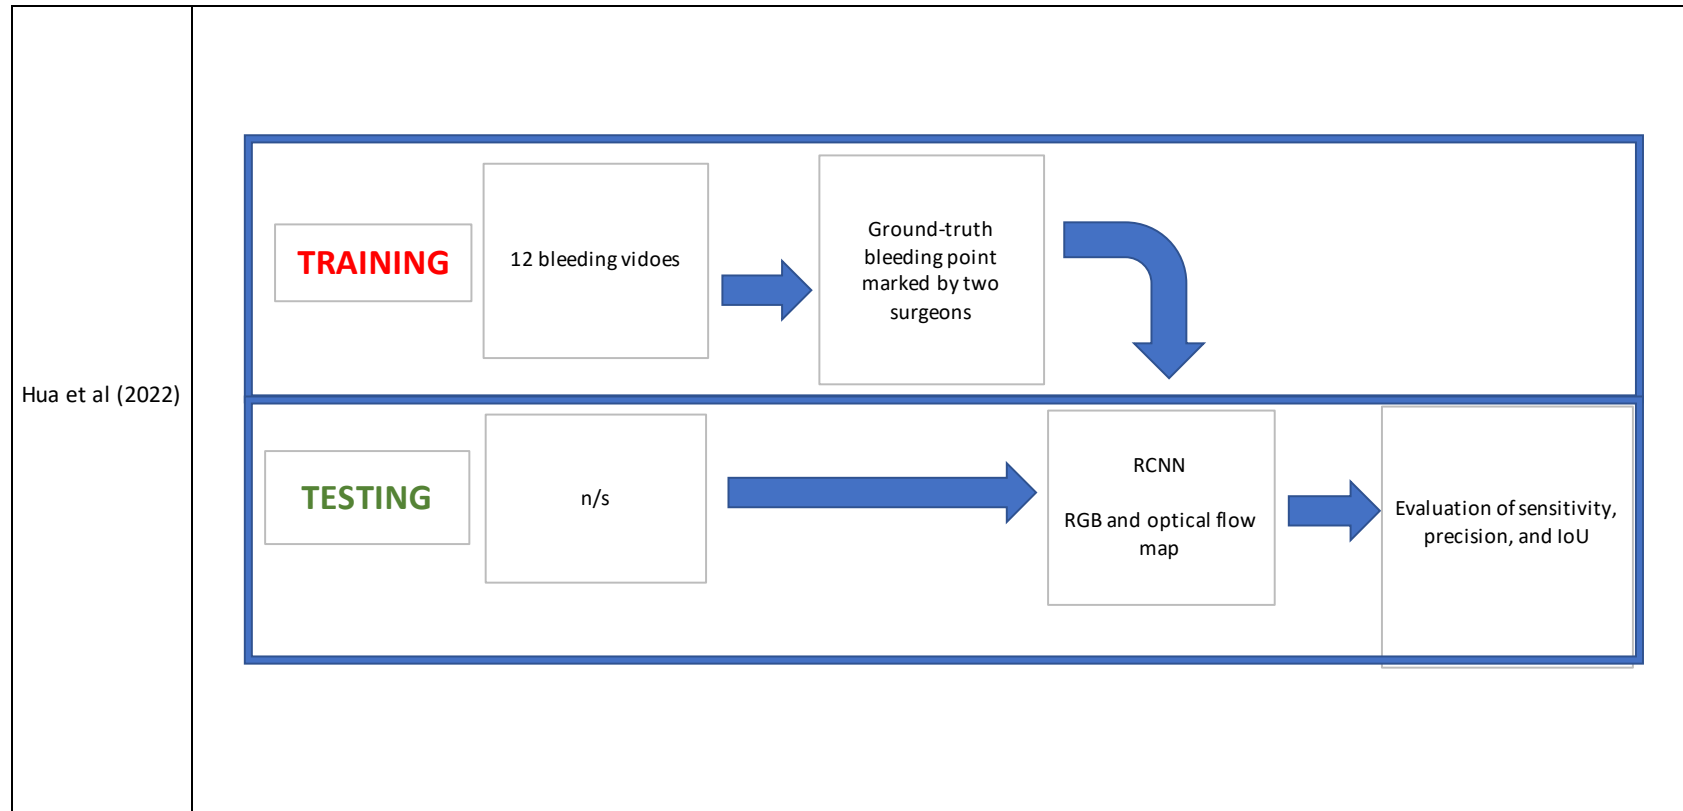 Hua et al (2022)
TRAINING
12 bleeding vidoes
Ground-truth
bleeding point
marked by two
surgeons
TESTING
n/s
RCNN
RGB and optical flow
map
Evaluation of sensitivity,
precision, and IoU